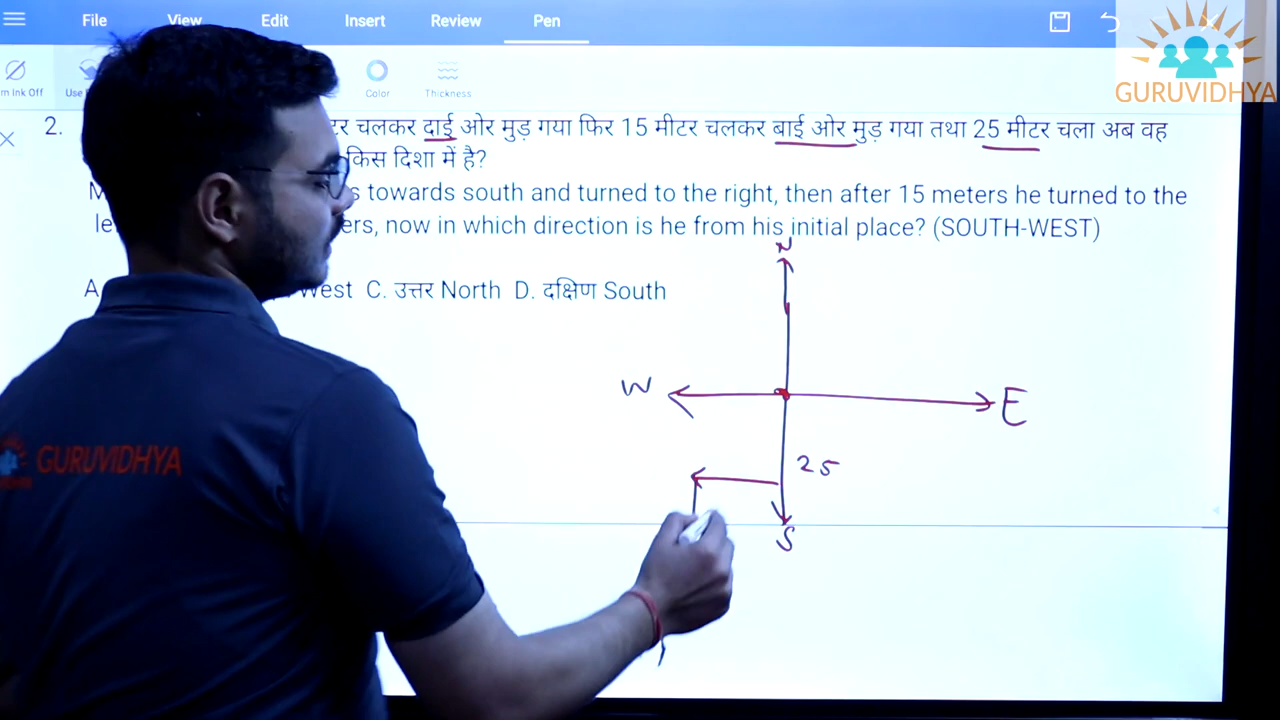 File View Edit Insert Review Pen
GURUVIDHYA
Ink Off Use Color Thickness
2. चलकर दाई ओर मुड़ गया फिर 15 मीटर चलकर बाई ओर मुड़ गया तथा 25 मीटर चला अब वह
किस दिशा में है?
towards south and turned to the right, then after 15 meters he turned to the
now in which direction is he from his initial place? (SOUTH-WEST)
A West C. उत्तर North D. दक्षिण South
N
W E
25
S
GURUVIDHYA